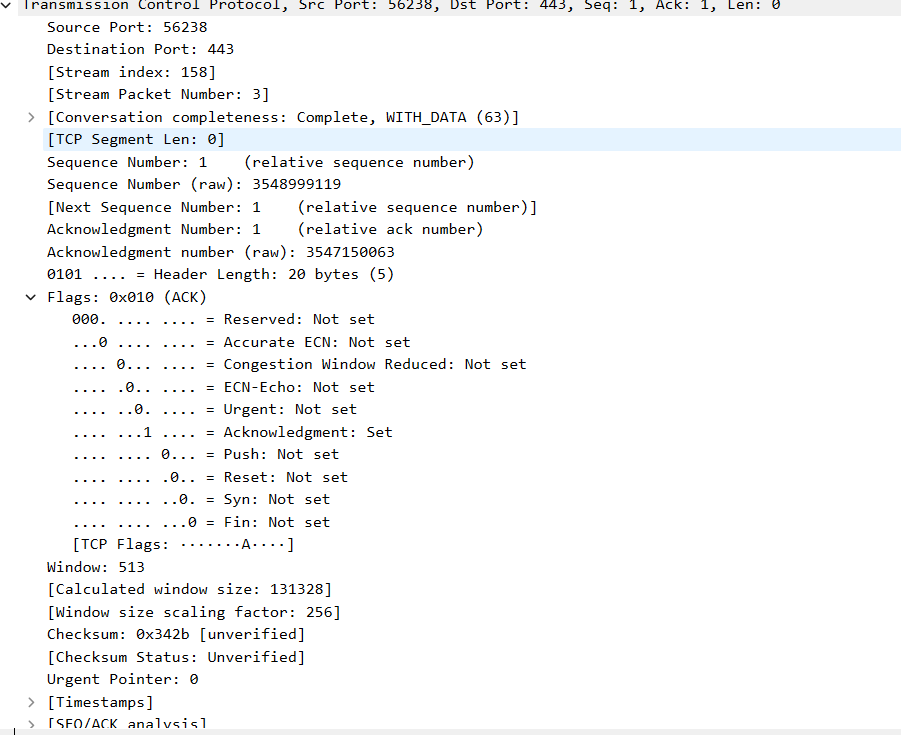 Transmission Control Protocol, Src Port: 56238, Dst Port: 443, Seq: 1, Ack: 1, Len: 0
Source Port: 56238
Destination Port: 443
[Stream index: 158]
[Stream Packet Number: 3]
[Conversation completeness: Complete, WITH_DATA (63)]
[TCP Segment Len: 0]
Sequence Number: 1    (relative sequence number)
Sequence Number (raw): 3548999119
[Next Sequence Number: 1    (relative sequence number)]
Acknowledgment Number: 1    (relative ack number)
Acknowledgment number (raw): 3547150063
0101 .... = Header Length: 20 bytes (5)
Flags: 0x010 (ACK)
000. .... .... = Reserved: Not set
...0 .... .... = Accurate ECN: Not set
.... 0... .... = Congestion Window Reduced: Not set
.... .0.. .... = ECN-Echo: Not set
.... ..0. .... = Urgent: Not set
.... ...1 .... = Acknowledgment: Set
.... .... 0... = Push: Not set
.... .... .0.. = Reset: Not set
.... .... ..0. = Syn: Not set
.... .... ...0 = Fin: Not set
[TCP Flags: ·······A····]
Window: 513
[Calculated window size: 131328]
[Window size scaling factor: 256]
Checksum: 0x342b [unverified]
[Checksum Status: Unverified]
Urgent Pointer: 0
[Timestamps]
[SEQ/ACK analysis]